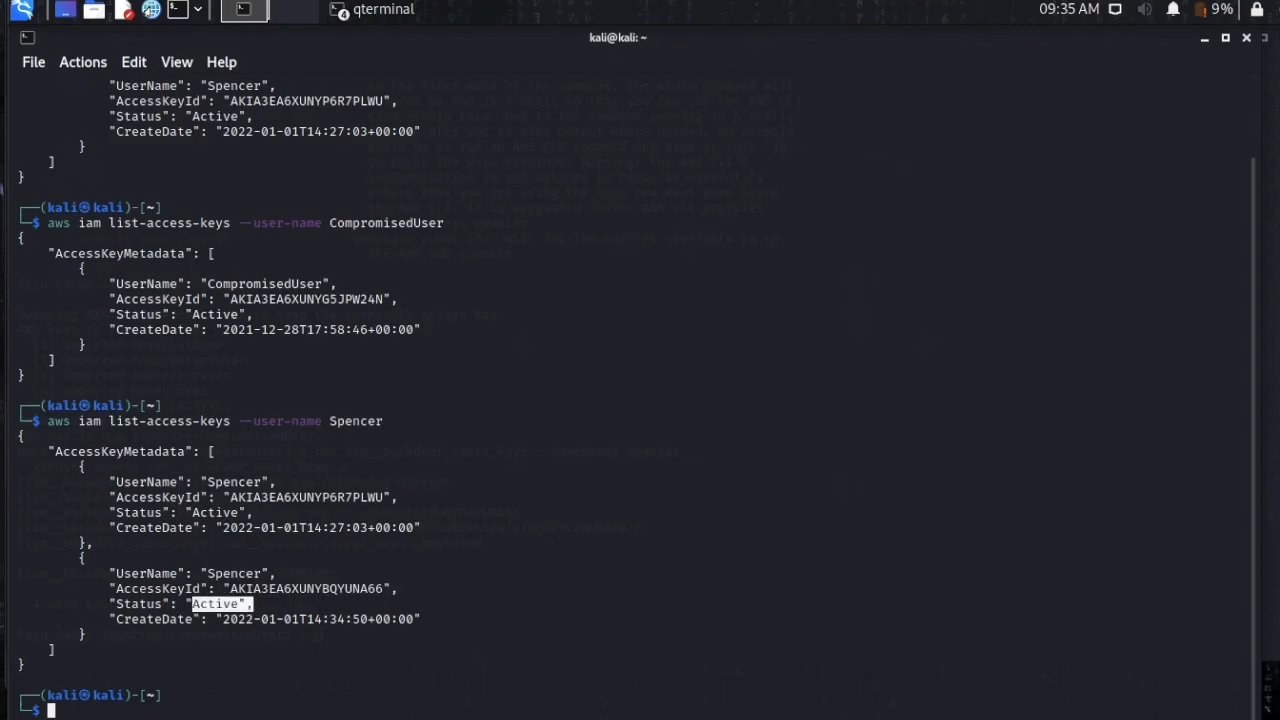 qterminal
09:35 AM
9%
kali@kali: ~
File Actions Edit View Help
"UserName": "Spencer",
"AccessKeyId": "AKIA3EA6XUNYP6R7PLWU",
"Status": "Active",
"CreateDate": "2022-01-01T14:27:03+00:00"
}
]
}
┌──(kali㉿kali)-[~]
└─$ aws iam list-access-keys --user-name CompromisedUser
{
"AccessKeyMetadata": [
{
"UserName": "CompromisedUser",
"AccessKeyId": "AKIA3EA6XUNYG5JPW24N",
"Status": "Active",
"CreateDate": "2021-12-28T17:58:46+00:00"
}
]
}
┌──(kali㉿kali)-[~]
└─$ aws iam list-access-keys --user-name Spencer
{
"AccessKeyMetadata": [
{
"UserName": "Spencer",
"AccessKeyId": "AKIA3EA6XUNYP6R7PLWU",
"Status": "Active",
"CreateDate": "2022-01-01T14:27:03+00:00"
},
{
"UserName": "Spencer",
"AccessKeyId": "AKIA3EA6XUNYBQYUNA66",
"Status": "Active",
"CreateDate": "2022-01-01T14:34:50+00:00"
}
]
}
┌──(kali㉿kali)-[~]
└─$